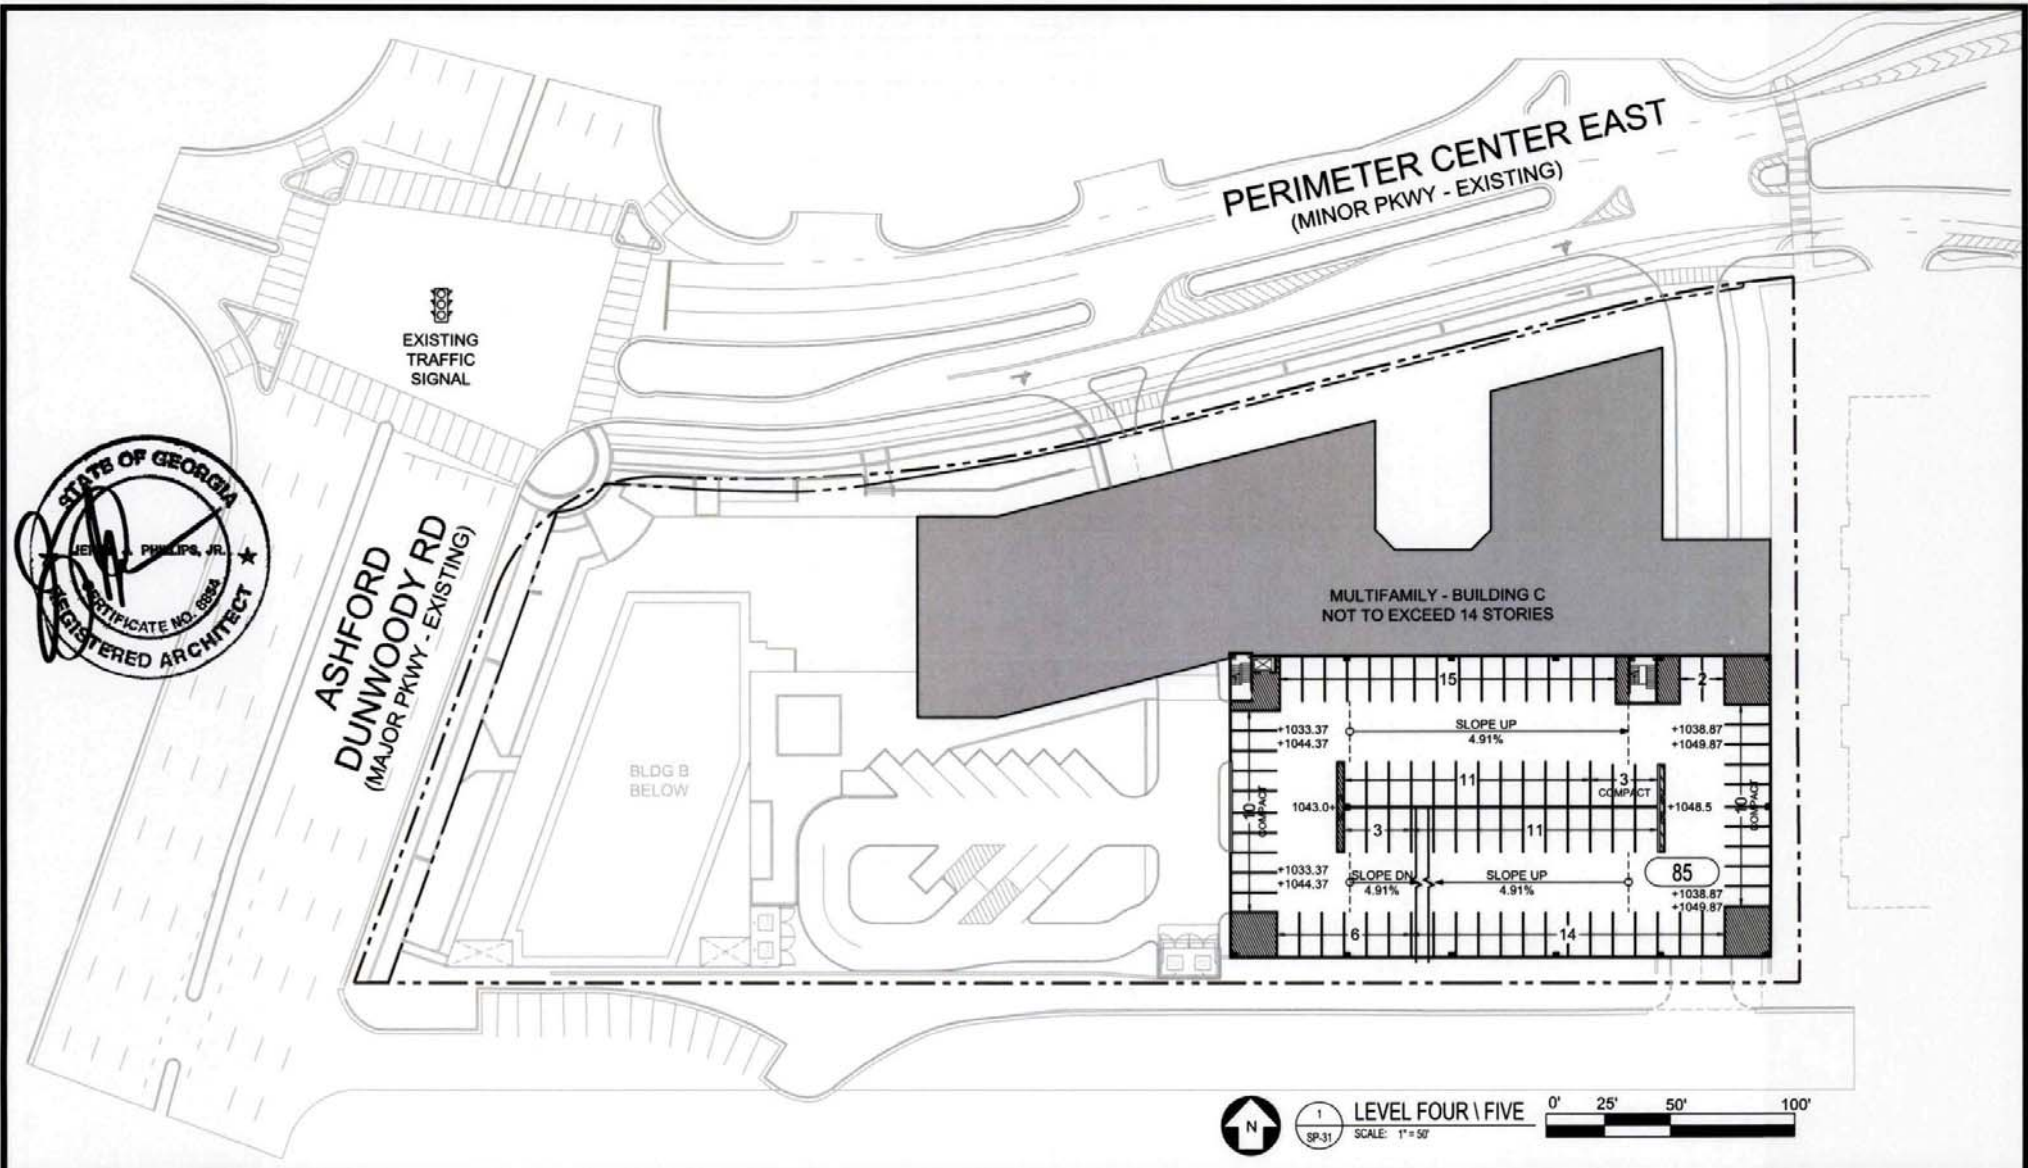 PERIMETER CENTER EAST
(MINOR PKWY - EXISTING)
EXISTING
TRAFFIC
SIGNAL
STATE OF GEORGIA
PHILLIPS, JR.
CERTIFICATE NO.
REGISTERED ARCHITECT
ASHFORD
DUNWOODY RD
(MAJOR PKWY - EXISTING)
MULTIFAMILY - BUILDING C
NOT TO EXCEED 14 STORIES
BLDG B
BELOW
15
2
+1033.37
+1044.37
SLOPE UP
4.91%
+1038.87
+1049.87
11
3
COMPACT
10
COMPACT
1043.0+
+1048.5
10
COMPACT
3
11
+1033.37
+1044.37
SLOPE DN
4.91%
SLOPE UP
4.91%
85
+1038.87
+1049.87
6
14
N
1
SP-31
LEVEL FOUR \ FIVE
SCALE: 1" = 50'
0' 25' 50' 100'